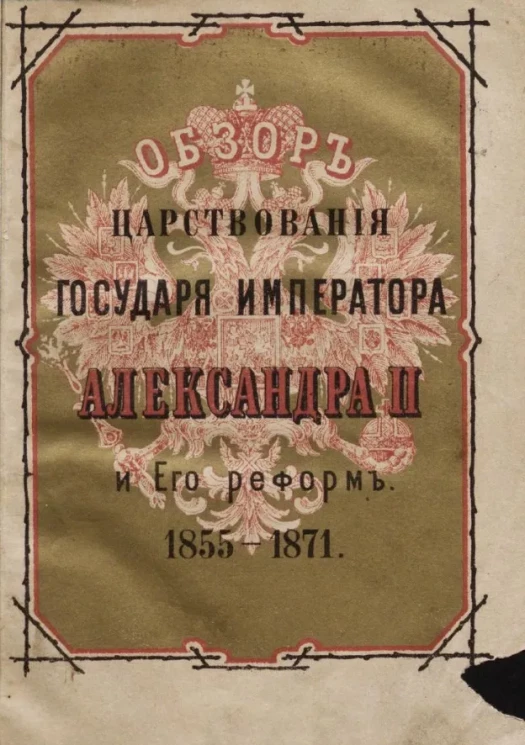 ОБЗОРЪ
ЦАРСТВОВАНІЯ
ГОСУДАРЯ ИМПЕРАТОРА
АЛЕКСАНДРА II
и Его реформъ.
1855 — 1871.